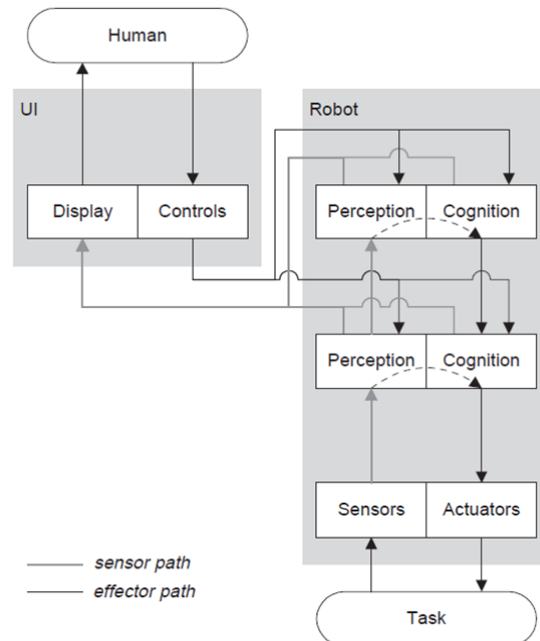 Human
UI
Robot
Display
Controls
Perception
Cognition
Perception
Cognition
Sensors
Actuators
sensor path
effector path
Task